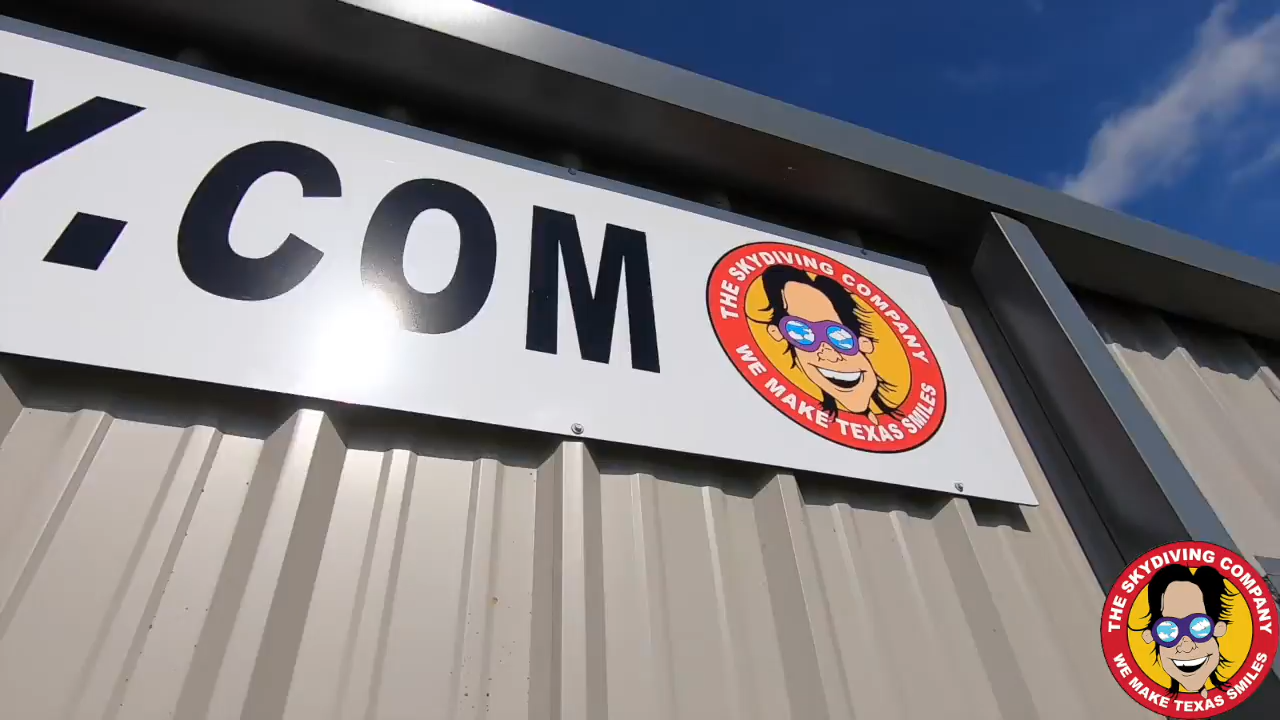 Y.COM
THE SKYDIVING COMPANY
WE MAKE TEXAS SMILES
THE SKYDIVING COMPANY
WE MAKE TEXAS SMILES